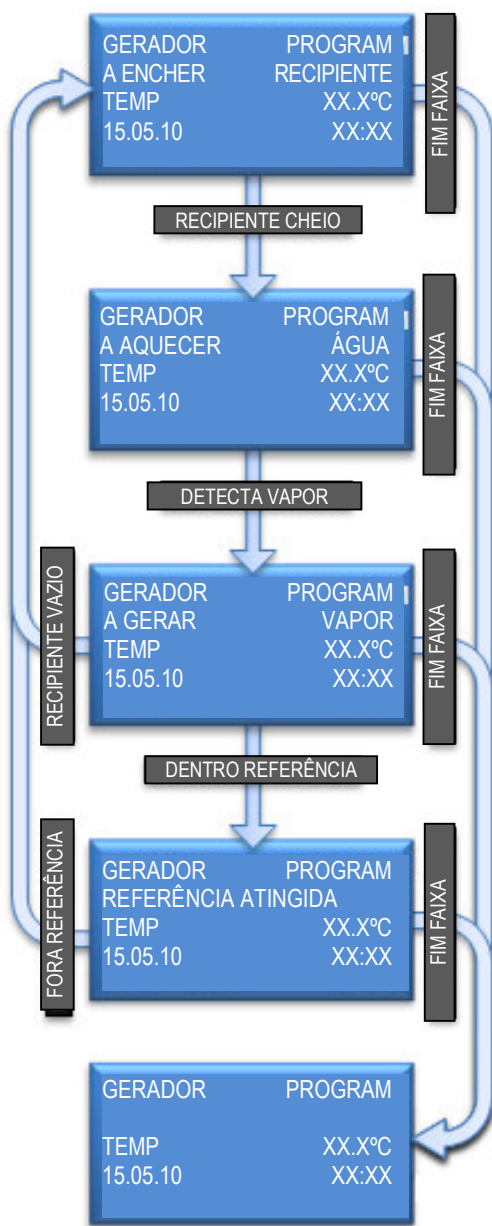 GERADOR PROGRAM
A ENCHER RECIPIENTE
TEMP XX.XºC
15.05.10 XX:XX
FIM FAIXA
RECIPIENTE CHEIO
GERADOR PROGRAM
A AQUECER ÁGUA
TEMP XX.XºC
15.05.10 XX:XX
FIM FAIXA
DETECTA VAPOR
RECIPIENTE VAZIO
GERADOR PROGRAM
A GERAR VAPOR
TEMP XX.XºC
15.05.10 XX:XX
FIM FAIXA
DENTRO REFERÊNCIA
FORA REFERÊNCIA
GERADOR PROGRAM
REFERÊNCIA ATINGIDA
TEMP XX.XºC
15.05.10 XX:XX
FIM FAIXA
GERADOR PROGRAM
TEMP XX.XºC
15.05.10 XX:XX